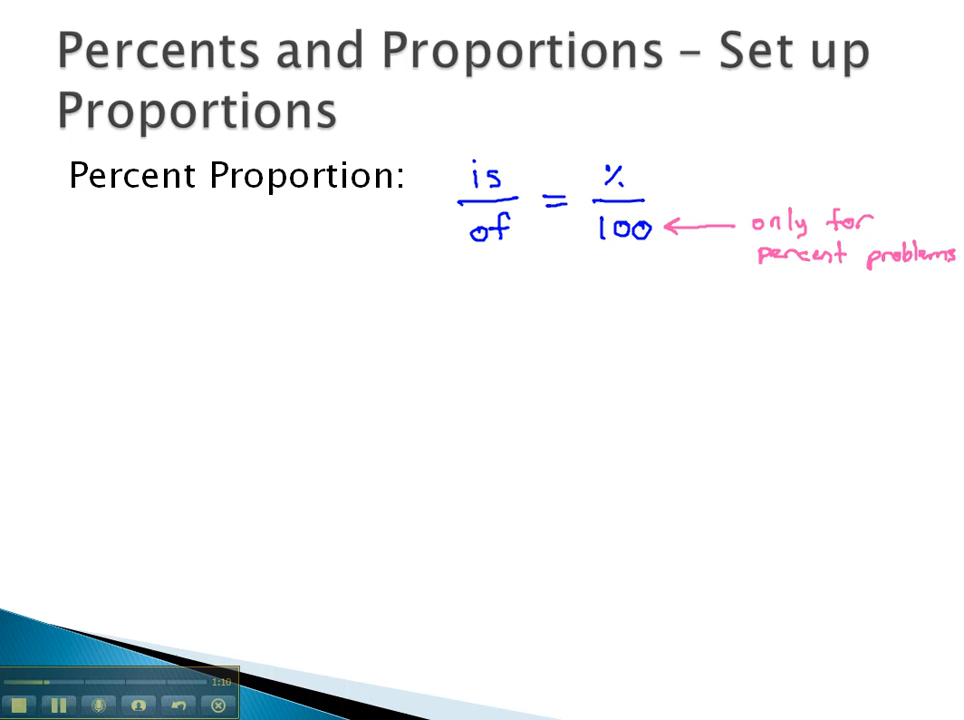 Percents and Proportions – Set up
Proportions
Percent Proportion: is/of = %/100 ← only for
percent problems
1:10